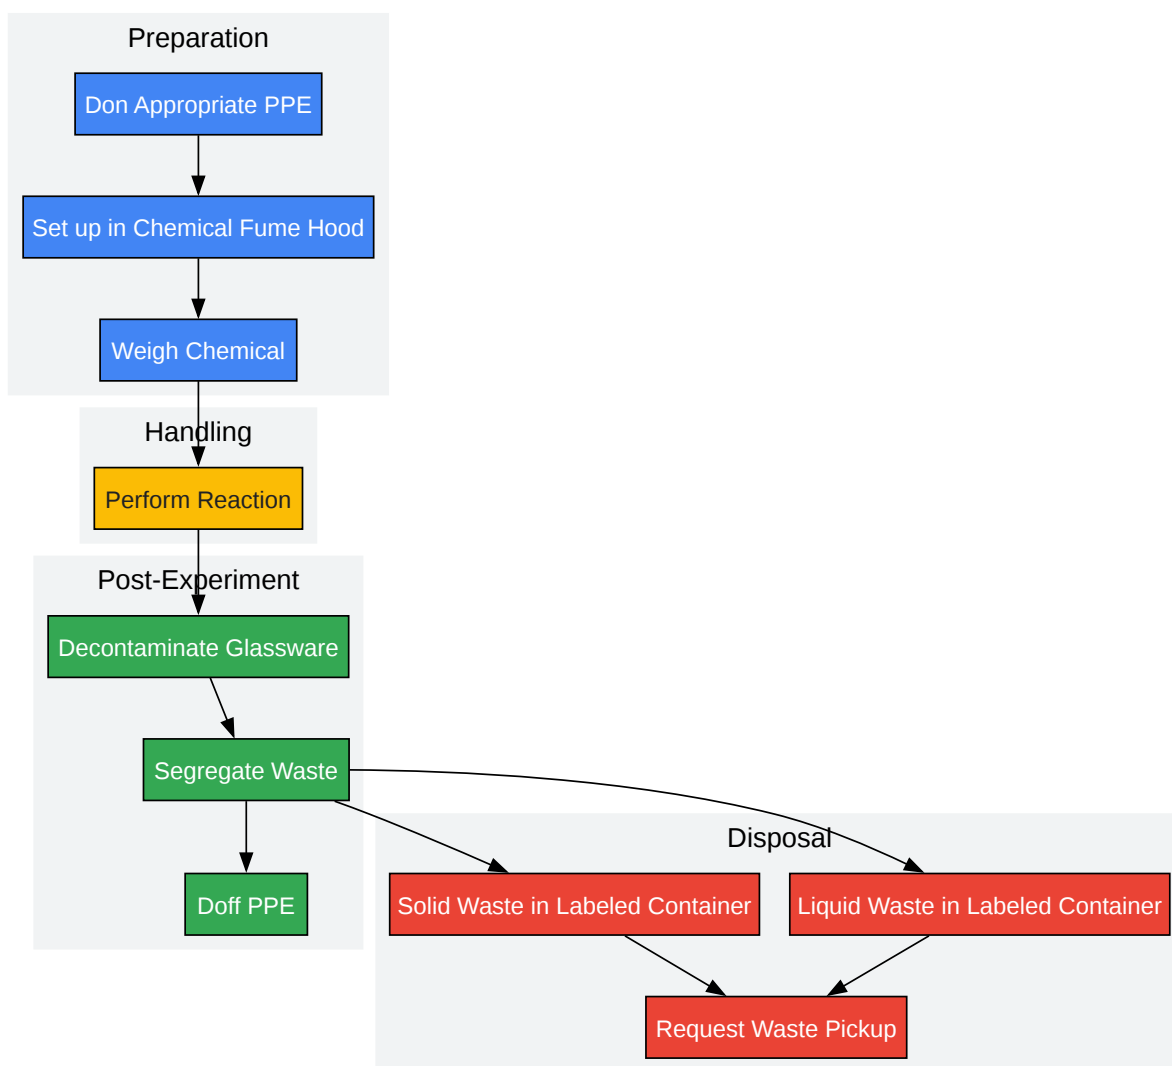 Preparation
Don Appropriate PPE
Set up in Chemical Fume Hood
Weigh Chemical
Handling
Perform Reaction
Post-Experiment
Decontaminate Glassware
Segregate Waste
Doff PPE
Disposal
Solid Waste in Labeled Container
Liquid Waste in Labeled Container
Request Waste Pickup